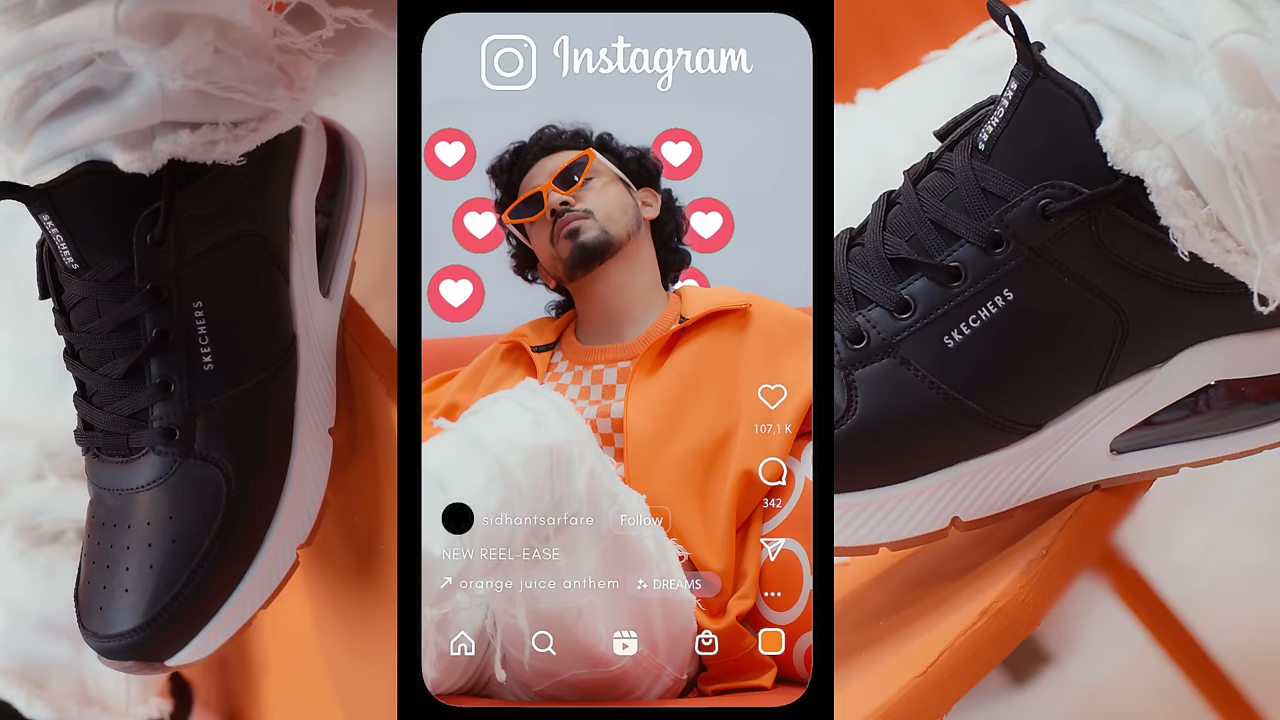 SKECHERS
SKECHERS
Instagram
107,1 K
342
sidhantsarfare
Follow
NEW REEL-EASE
orange juice anthem
DREAMS
SKECHERS
SKECHERS